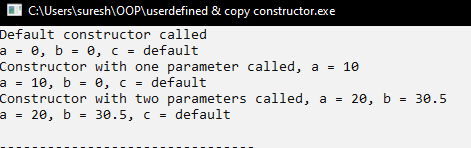 C:\Users\suresh\OOP\userdefined & copy constructor.exe
Default constructor called
a = 0, b = 0, c = default
Constructor with one parameter called, a = 10
a = 10, b = 0, c = default
Constructor with two parameters called, a = 20, b = 30.5
a = 20, b = 30.5, c = default
--------------------------------